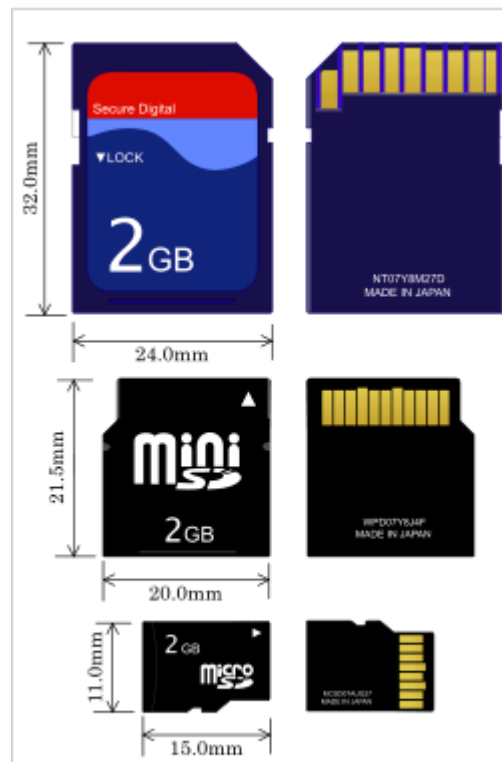 Secure Digital
▼LOCK
2GB
32.0mm
24.0mm
NT07Y8M27D
MADE IN JAPAN
mini
SD
2GB
21.5mm
20.0mm
WPD07Y8J4F
MADE IN JAPAN
2GB
micro
SD
11.0mm
15.0mm
MADE IN JAPAN